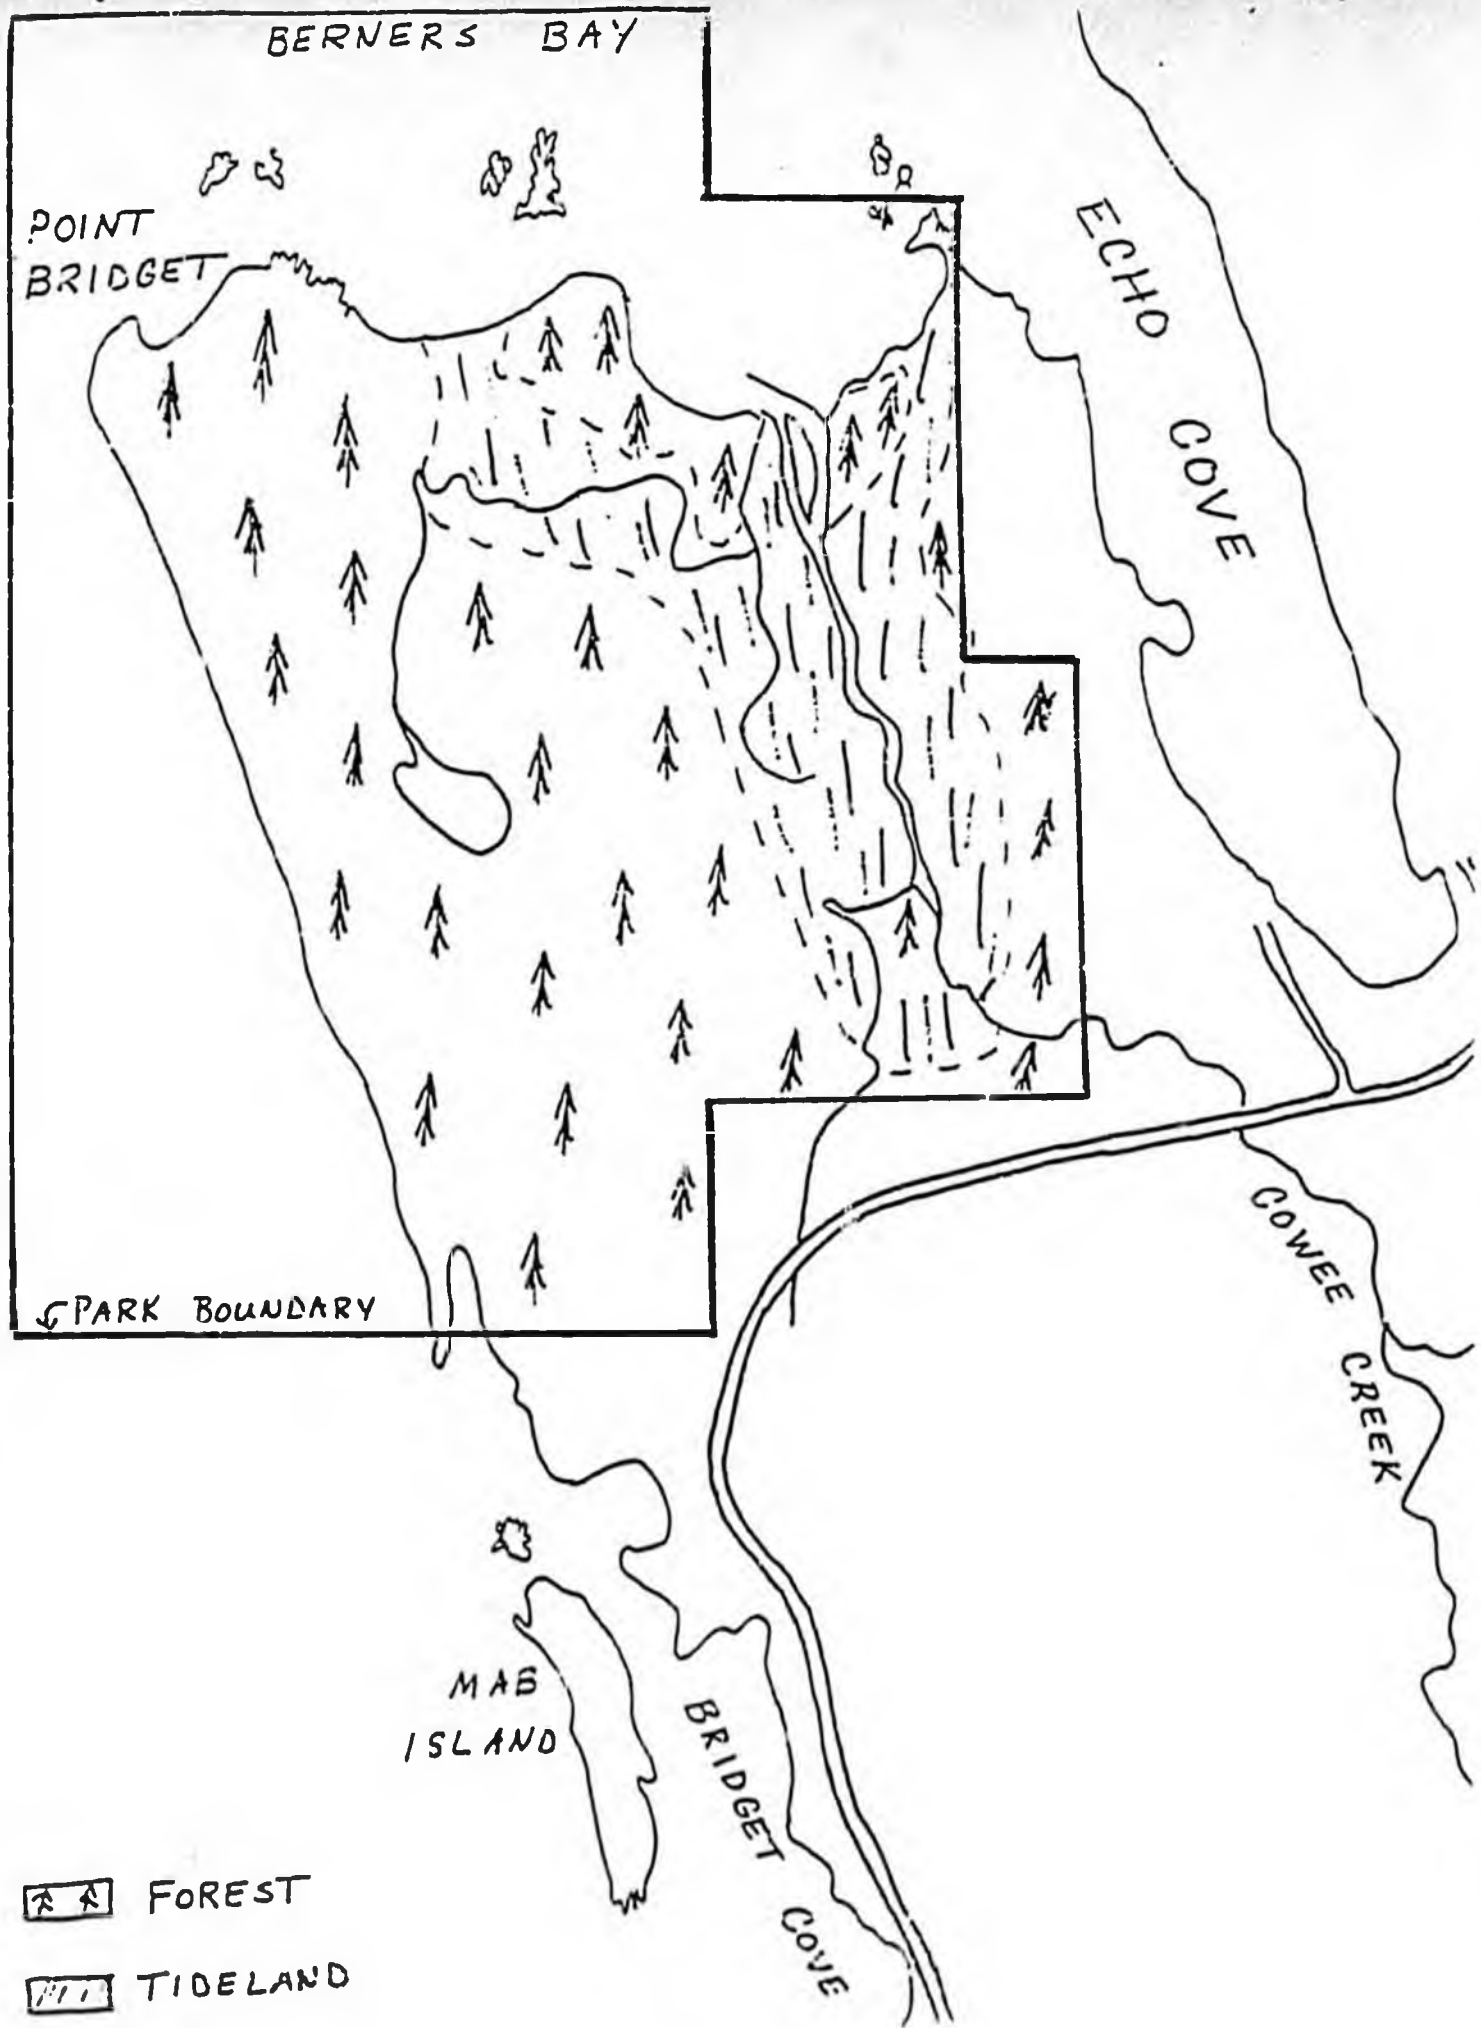 BERNERS BAY
POINT
BRIDGET
ECHO COVE
PARK BOUNDARY
COWEE CREEK
MAB
ISLAND
BRIDGET COVE
FOREST
TIDELAND